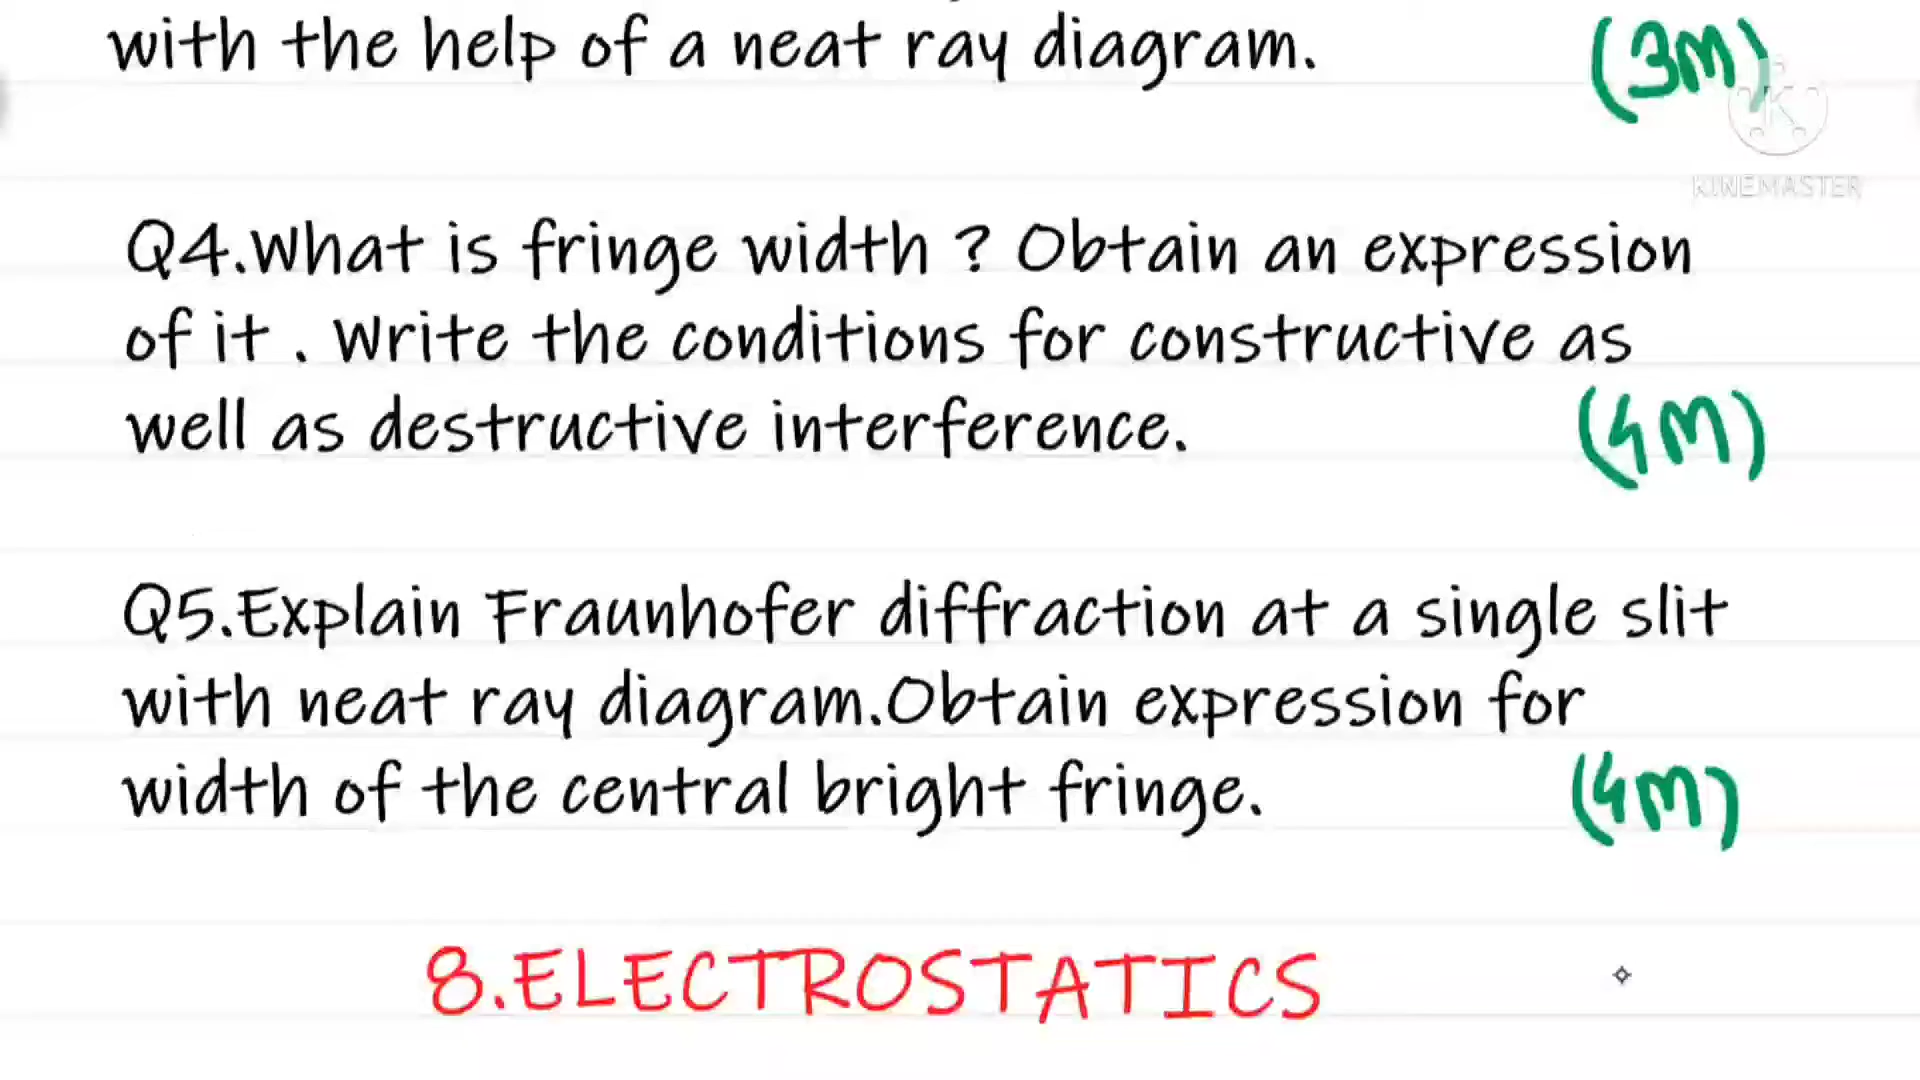 with the help of a neat ray diagram. (3M)
KINEMASTER
Q4.What is fringe width ? Obtain an expression
of it . Write the conditions for constructive as
well as destructive interference. (4M)
Q5.Explain Fraunhofer diffraction at a single slit
with neat ray diagram.Obtain expression for
width of the central bright fringe. (4M)
8.ELECTROSTATICS